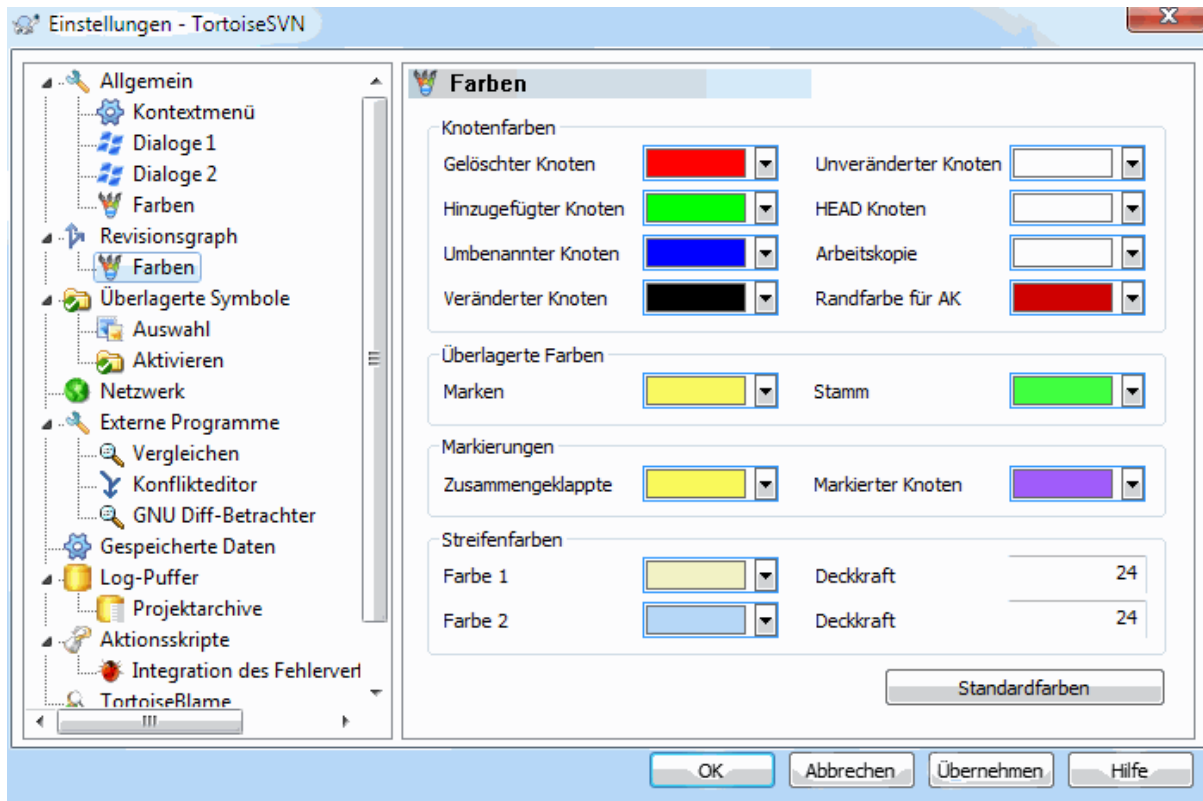 Einstellungen - TortoiseSVN
Allgemein
Kontextmenü
Dialoge 1
Dialoge 2
Farben
Revisionsgraph
Farben
Überlagerte Symbole
Auswahl
Aktivieren
Netzwerk
Externe Programme
Vergleichen
Konflikteditor
GNU Diff-Betrachter
Gespeicherte Daten
Log-Puffer
Projektarchive
Aktionsskripte
Integration des Fehlervert
TortoiseBlame
Farben
Knotenfarben
Gelöschter Knoten Unveränderter Knoten
Hinzugefügter Knoten HEAD Knoten
Umbenannter Knoten Arbeitskopie
Veränderter Knoten Randfarbe für AK
Überlagerte Farben
Marken Stamm
Markierungen
Zusammengeklappte Markierter Knoten
Streifenfarben
Farbe 1 Deckkraft 24
Farbe 2 Deckkraft 24
Standardfarben
OK Abbrechen Übernehmen Hilfe